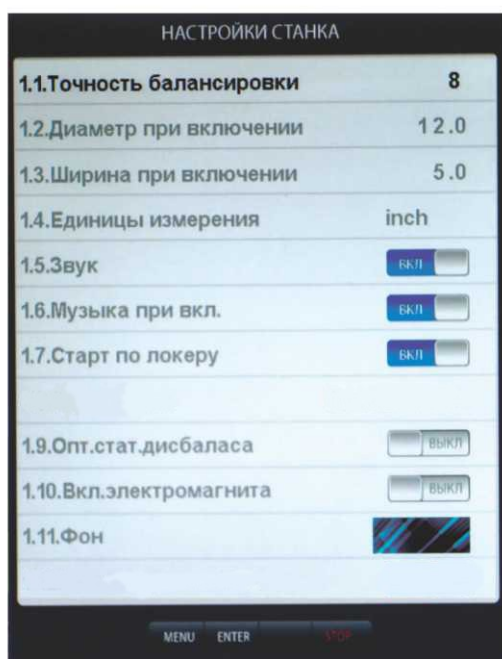 НАСТРОЙКИ СТАНКА
1.1.Точность балансировки 8
1.2.Диаметр при включении 12.0
1.3.Ширина при включении 5.0
1.4.Единицы измерения inch
1.5.Звук ВКЛ
1.6.Музыка при вкл. ВКЛ
1.7.Старт по локеру ВКЛ
1.9.Опт.стат.дисбаласа ВЫКЛ
1.10.Вкл.электромагнита ВЫКЛ
1.11.Фон
MENU ENTER STOP